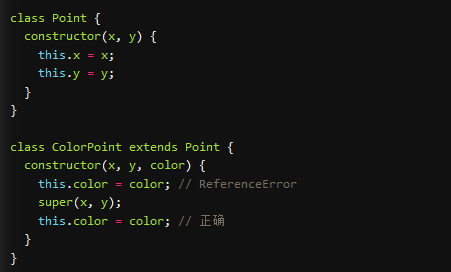 class Point {
  constructor(x, y) {
    this.x = x;
    this.y = y;
  }
}

class ColorPoint extends Point {
  constructor(x, y, color) {
    this.color = color; // ReferenceError
    super(x, y);
    this.color = color; // 正确
  }
}